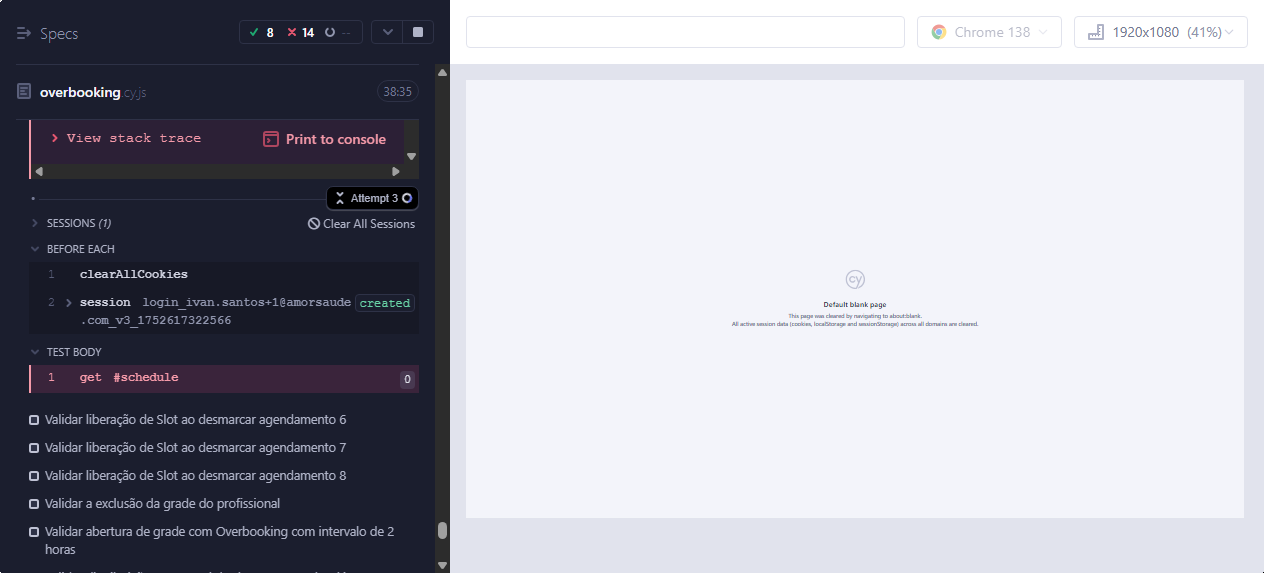 Specs
8 14 --
Chrome 138
1920x1080 (41%)
overbooking.cy.js
38:35
View stack trace
Print to console
Attempt 3
SESSIONS (1)
Clear All Sessions
BEFORE EACH
1 clearAllCookies
2 session login_ivan.santos+1@amorsaude created
.com_v3_1752617322566
TEST BODY
1 get #schedule 0
Validar liberação de Slot ao desmarcar agendamento 6
Validar liberação de Slot ao desmarcar agendamento 7
Validar liberação de Slot ao desmarcar agendamento 8
Validar a exclusão da grade do profissional
Validar abertura de grade com Overbooking com intervalo de 2
horas
cy
Default blank page
This page was cleared by navigating to about:blank.
All active session data (cookies, localStorage and sessionStorage) across all domains are cleared.